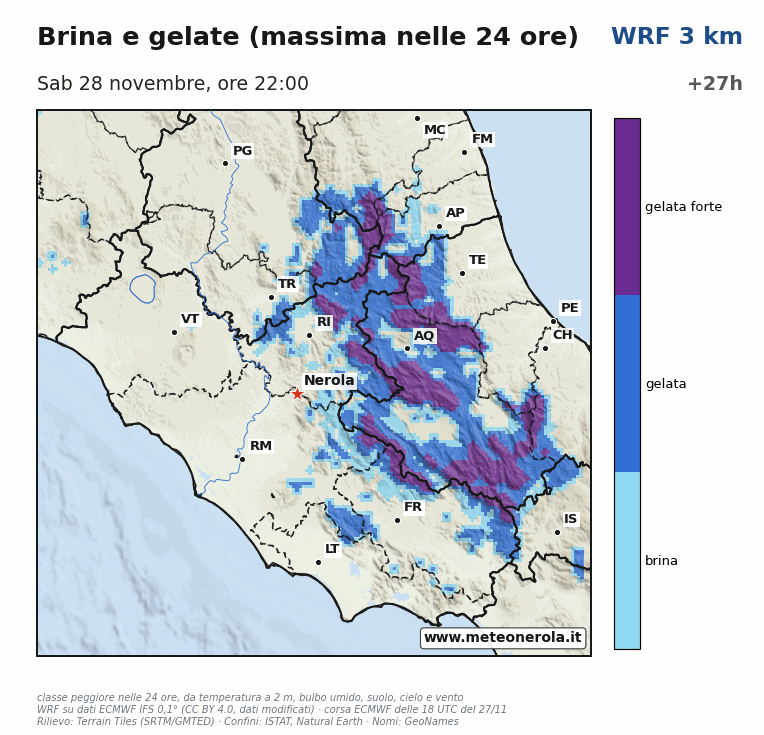 Brina e gelate (massima nelle 24 ore)
WRF 3 km
Sab 28 novembre, ore 22:00
+27h
MC
FM
PG
AP
TE
TR
PE
VT
RI
CH
AQ
Nerola
RM
FR
IS
LT
www.meteonerola.it
gelata forte
gelata
brina
classe peggiore nelle 24 ore, da temperatura a 2 m, bulbo umido, suolo, cielo e vento
WRF su dati ECMWF IFS 0,1° (CC BY 4.0, dati modificati) · corsa ECMWF delle 18 UTC del 27/11
Rilievo: Terrain Tiles (SRTM/GMTED) · Confini: ISTAT, Natural Earth · Nomi: GeoNames